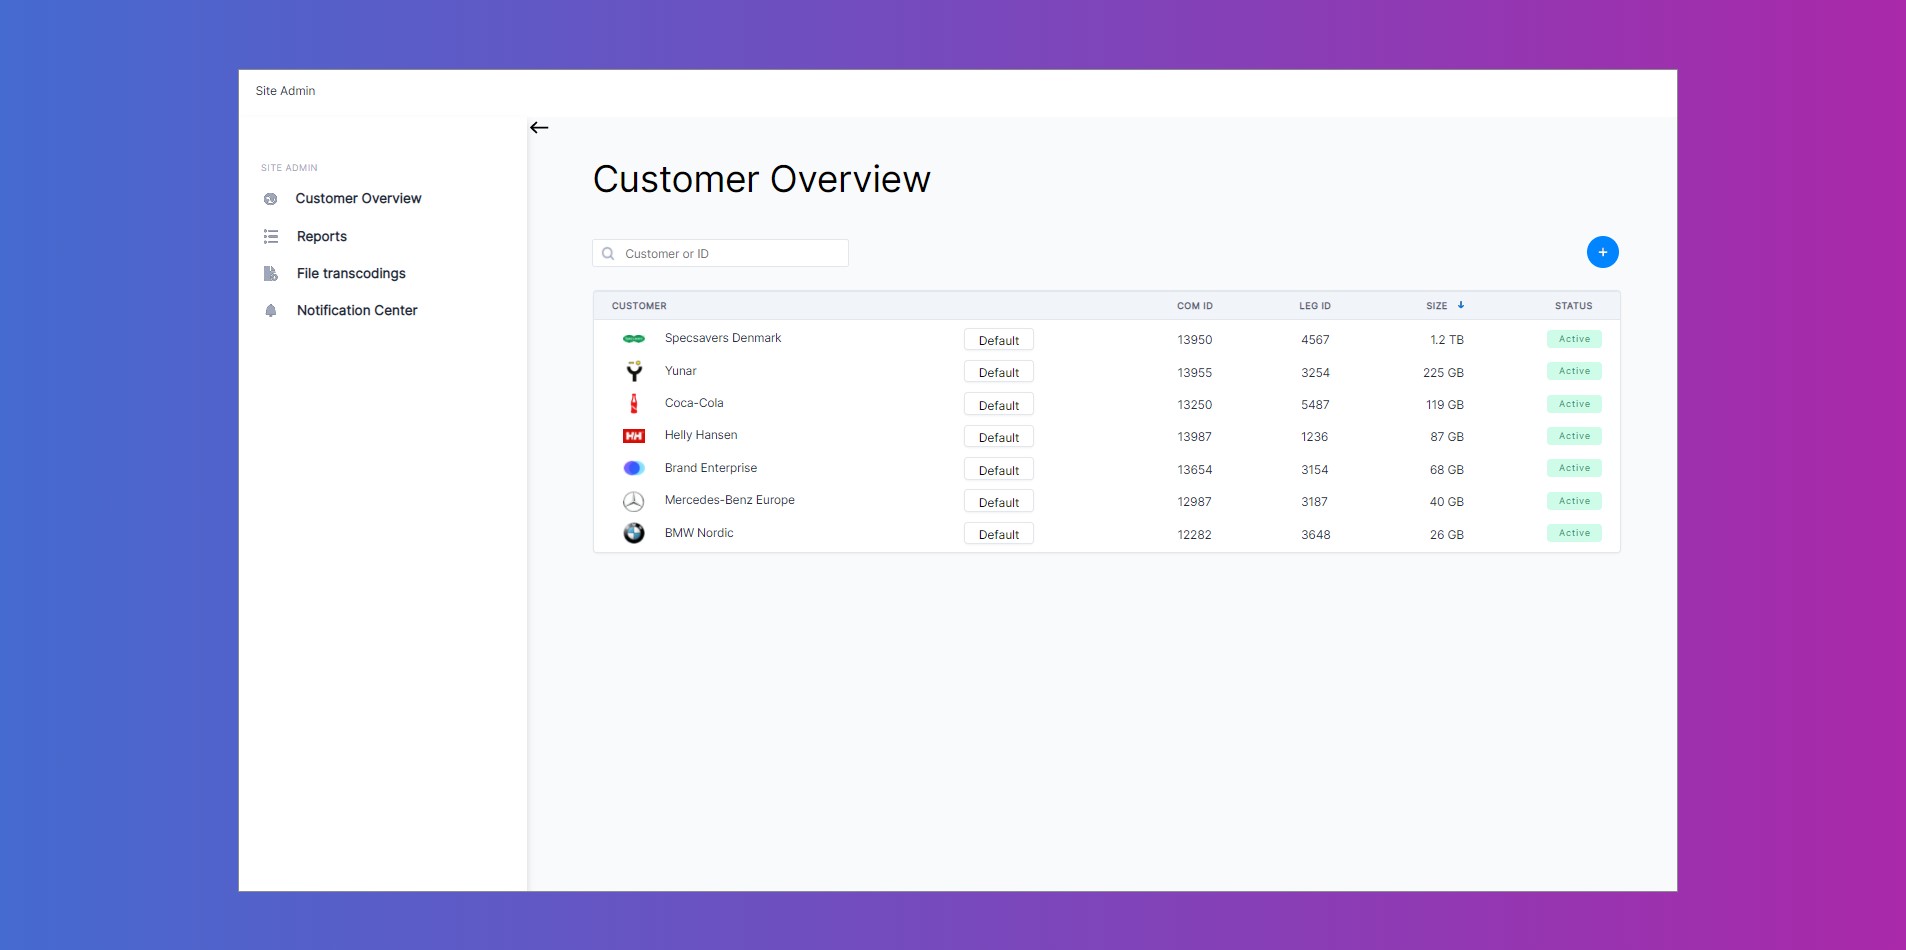 Site Admin
SITE ADMIN
Customer Overview
Reports
File transcodings
Notification Center
Customer Overview
Customer or ID
+
CUSTOMER COM ID LEG ID SIZE STATUS
Specsavers Denmark Default 13950 4567 1.2 TB Active
Yunar Default 13955 3254 225 GB Active
Coca-Cola Default 13250 5487 119 GB Active
HH Helly Hansen Default 13987 1236 87 GB Active
Brand Enterprise Default 13654 3154 68 GB Active
Mercedes-Benz Europe Default 12987 3187 40 GB Active
BMW Nordic Default 12282 3648 26 GB Active